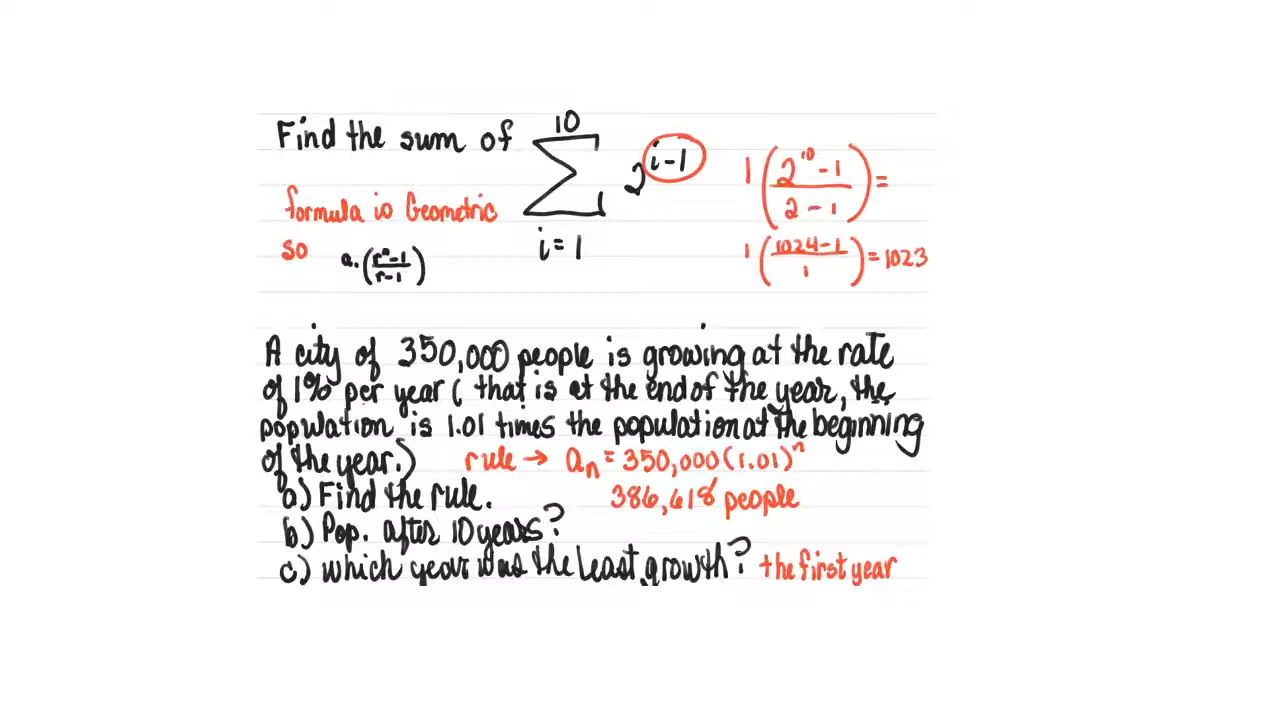 Find the sum of
10
Σ 2^(i-1)
i = 1
formula is Geometric
so a₁(rⁿ-1 / r-1)
1(2^10 - 1 / 2 - 1) =
1(1024-1 / 1) = 1023
A city of 350,000 people is growing at the rate
of 1% per year ( that is at the end of the year, the
population is 1.01 times the population at the beginning
of the year.) rule → aₙ = 350,000(1.01)ⁿ
a) Find the rule. 386,618 people
b) Pop. after 10 years?
c) which year was the least growth? the first year